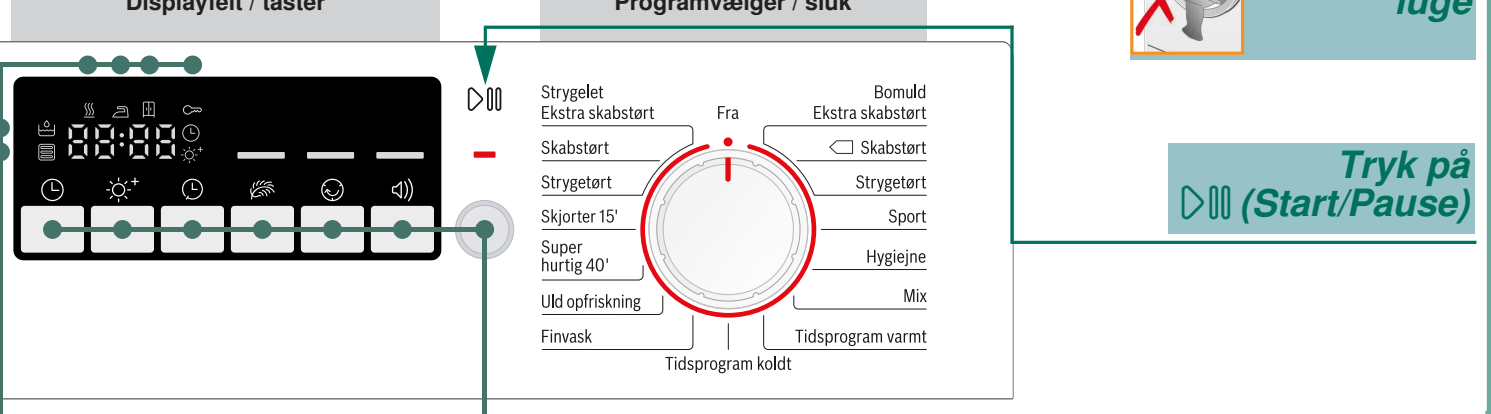 Displayfelt / taster
Programvælger / sluk
luge
Strygelet
Ekstra skabstørt
Skabstørt
Strygetørt
Skjorter 15'
Super
hurtig 40'
Uld opfriskning
Finvask
Fra
Bomuld
Ekstra skabstørt
Skabstørt
Strygetørt
Sport
Hygiejne
Mix
Tidsprogram varmt
Tidsprogram koldt
88:88
Tryk på
(Start/Pause)